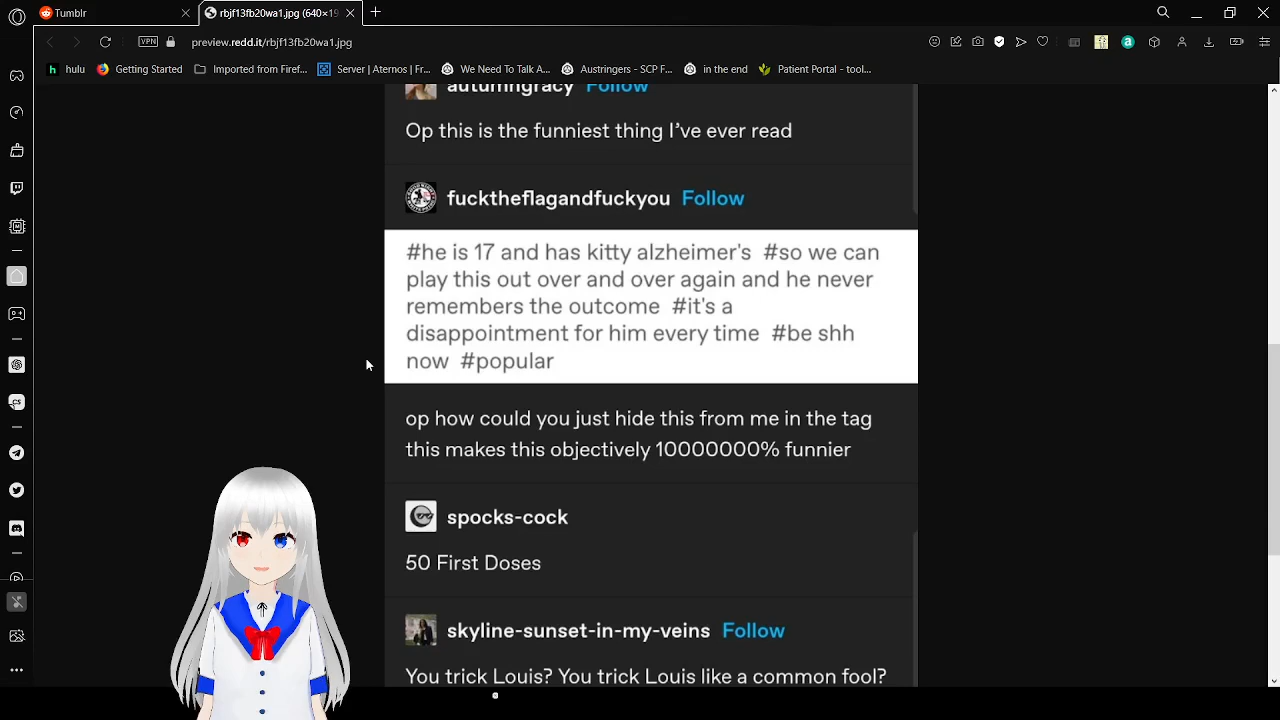 Tumblr
rbjf13fb20wa1.jpg (640×19
VPN
preview.redd.it/rbjf13fb20wa1.jpg
hulu
Getting Started
Imported from Firef...
Server | Aternos | Fr...
We Need To Talk A...
Austringers - SCP F...
in the end
Patient Portal - tool...
autumngracy Follow
Op this is the funniest thing I've ever read
fucktheflagandfuckyou Follow
#he is 17 and has kitty alzheimer's #so we can
play this out over and over again and he never
remembers the outcome #it's a
disappointment for him every time #be shh
now #popular
op how could you just hide this from me in the tag
this makes this objectively 10000000% funnier
spocks-cock
50 First Doses
skyline-sunset-in-my-veins Follow
You trick Louis? You trick Louis like a common fool?